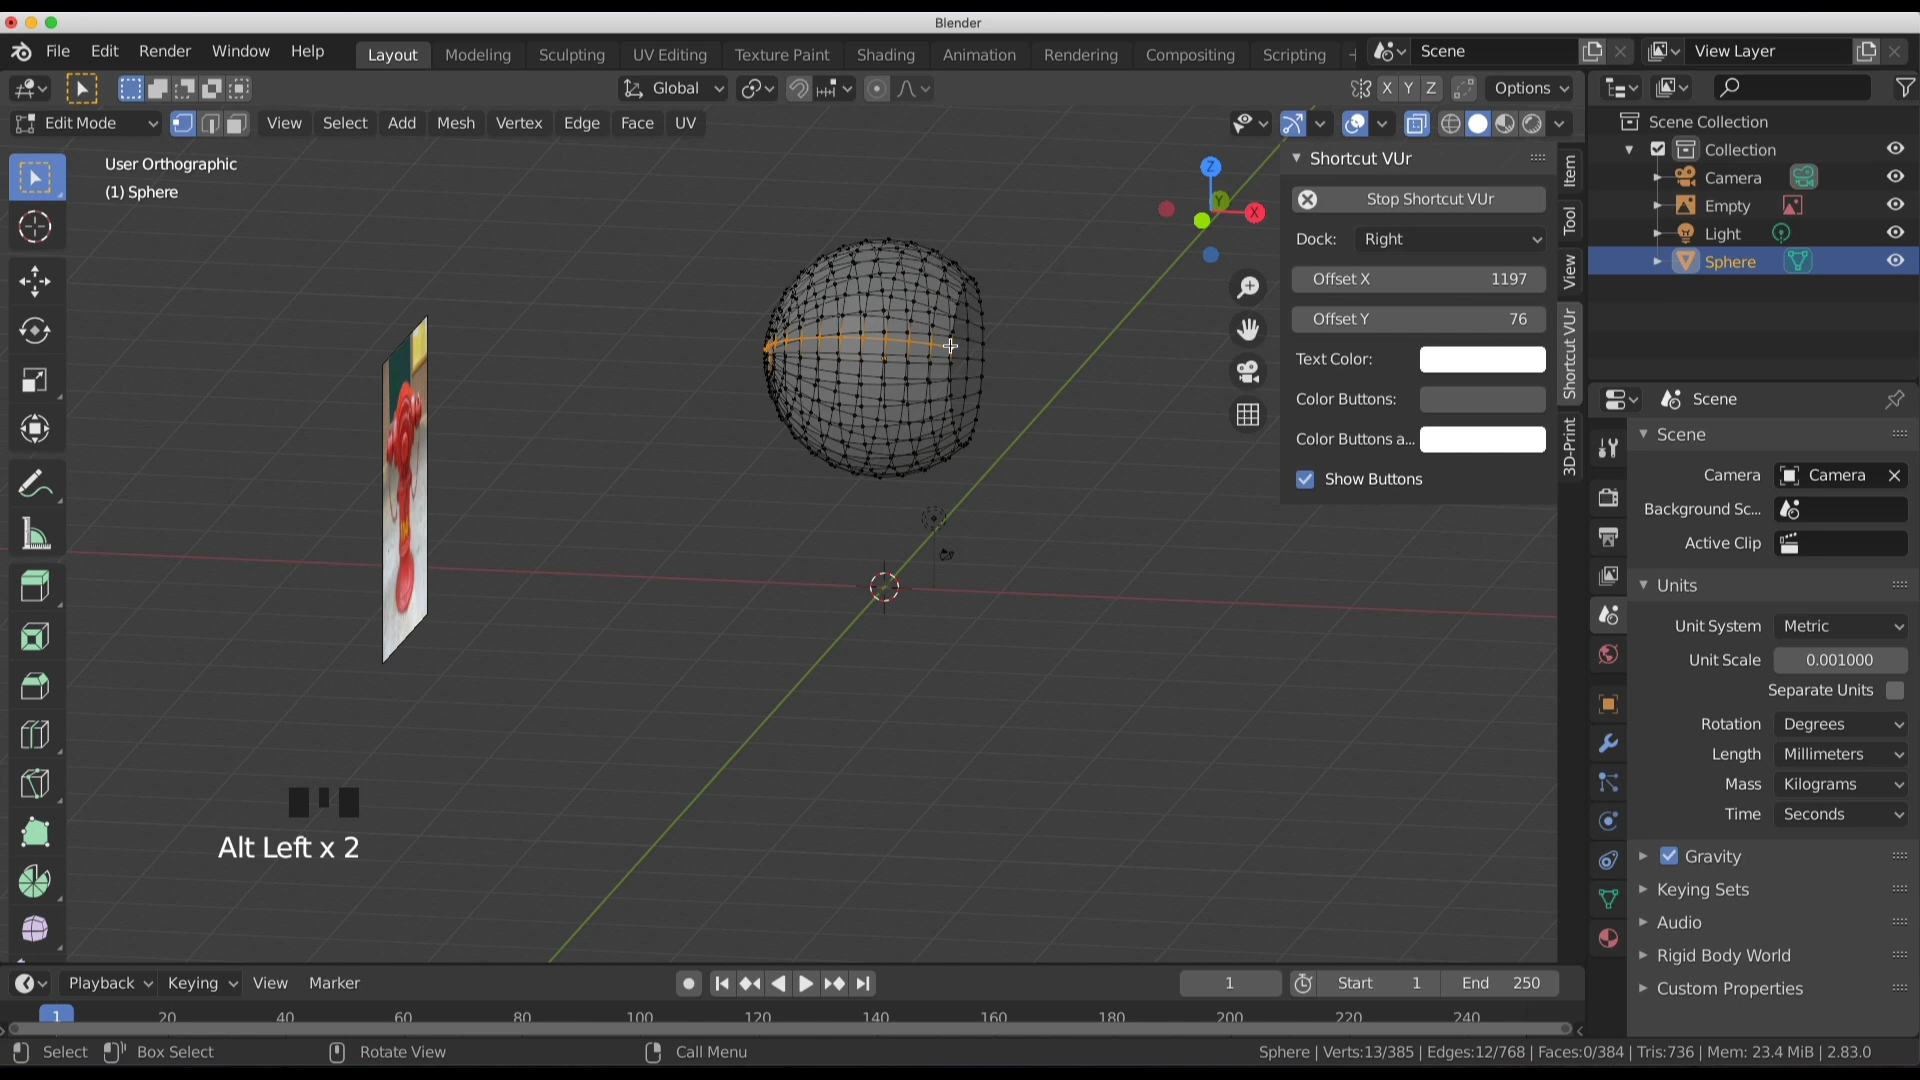 Blender
File Edit Render Window Help Layout Modeling Sculpting UV Editing Texture Paint Shading Animation Rendering Compositing Scripting Scene View Layer
Global X Y Z Options
Edit Mode View Select Add Mesh Vertex Edge Face UV
User Orthographic
(1) Sphere
Z
Y
X
Shortcut VUr
Stop Shortcut VUr
Dock: Right
Offset X 1197
Offset Y 76
Text Color:
Color Buttons:
Color Buttons a...
Show Buttons
Item
Tool
View
Shortcut VUr
3D-Print
Scene Collection
Collection
Camera
Empty
Light
Sphere
Scene
Scene
Camera Camera
Background Sc...
Active Clip
Units
Unit System Metric
Unit Scale 0.001000
Separate Units
Rotation Degrees
Length Millimeters
Mass Kilograms
Time Seconds
Gravity
Keying Sets
Audio
Rigid Body World
Custom Properties
Alt Left x 2
Playback Keying View Marker 1 Start 1 End 250
1 20 40 60 80 100 120 140 160 180 200 220 240
Select Box Select Rotate View Call Menu Sphere | Verts:13/385 | Edges:12/768 | Faces:0/384 | Tris:736 | Mem: 23.4 MiB | 2.83.0